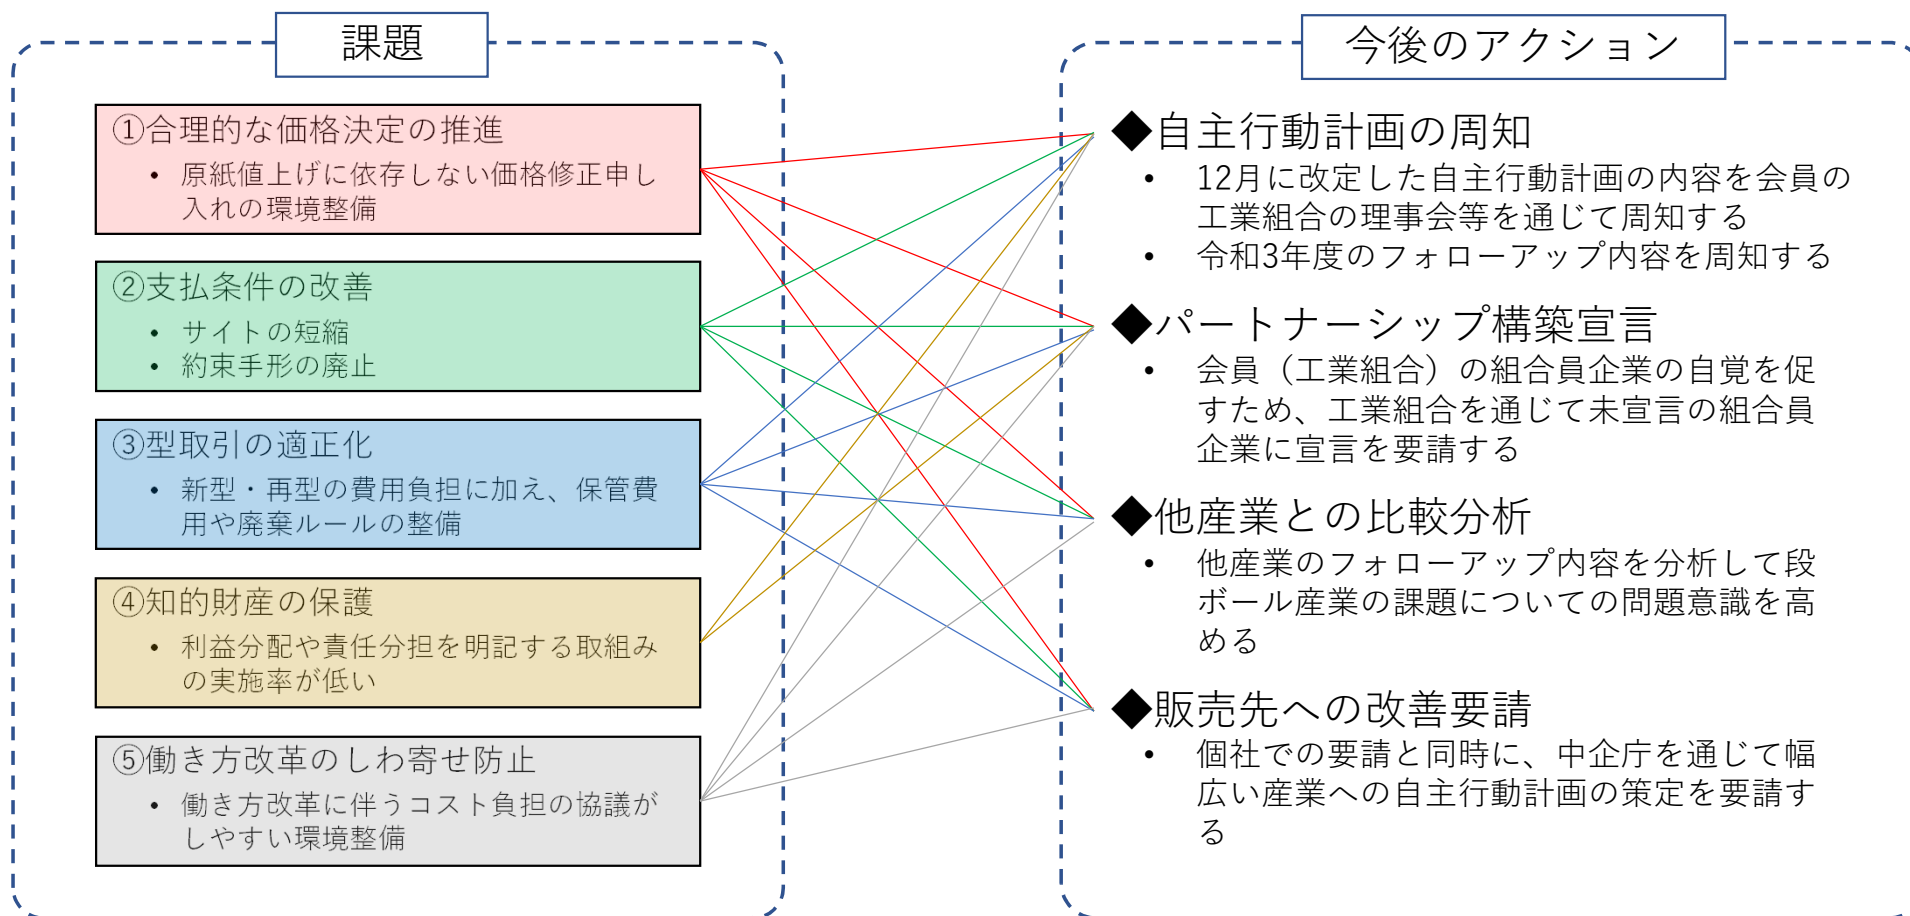 課題
①合理的な価格決定の推進
• 原紙値上げに依存しない価格修正申し
入れの環境整備
②支払条件の改善
• サイトの短縮
• 約束手形の廃止
③型取引の適正化
• 新型・再型の費用負担に加え、保管費
用や廃棄ルールの整備
④知的財産の保護
• 利益分配や責任分担を明記する取組み
の実施率が低い
⑤働き方改革のしわ寄せ防止
• 働き方改革に伴うコスト負担の協議が
しやすい環境整備
今後のアクション
◆自主行動計画の周知
• 12月に改定した自主行動計画の内容を会員の
工業組合の理事会等を通じて周知する
• 令和3年度のフォローアップ内容を周知する
◆パートナーシップ構築宣言
• 会員（工業組合）の組合員企業の自覚を促
すため、工業組合を通じて未宣言の組合員
企業に宣言を要請する
◆他産業との比較分析
• 他産業のフォローアップ内容を分析して段
ボール産業の課題についての問題意識を高
める
◆販売先への改善要請
• 個社での要請と同時に、中企庁を通じて幅
広い産業への自主行動計画の策定を要請す
る